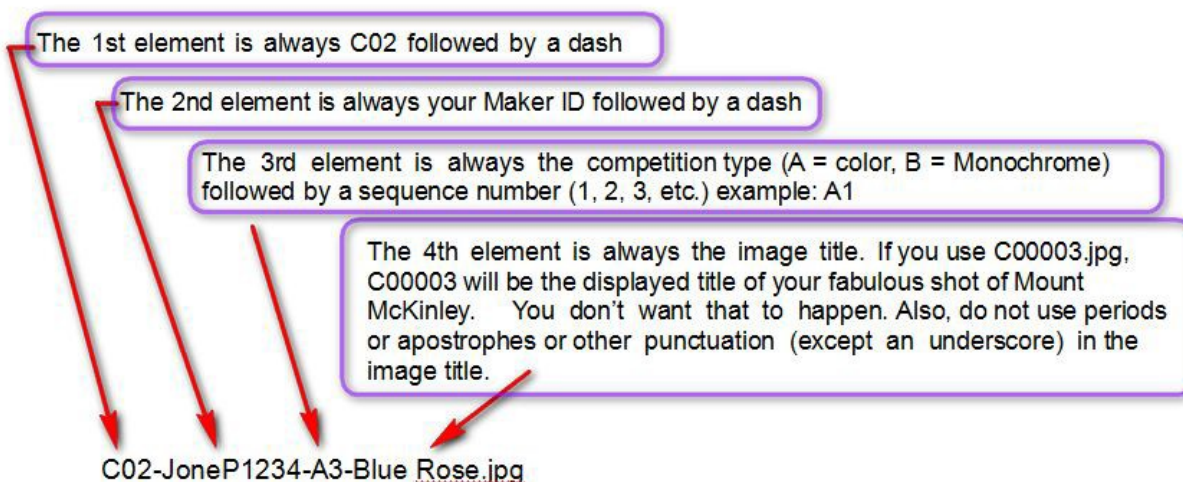 The 1st element is always C02 followed by a dash
The 2nd element is always your Maker ID followed by a dash
The 3rd element is always the competition type (A = color, B = Monochrome)
followed by a sequence number (1, 2, 3, etc.) example: A1
The 4th element is always the image title. If you use C00003.jpg,
C00003 will be the displayed title of your fabulous shot of Mount
McKinley. You don't want that to happen. Also, do not use periods
or apostrophes or other punctuation (except an underscore) in the
image title.
C02-JoneP1234-A3-Blue Rose.jpg